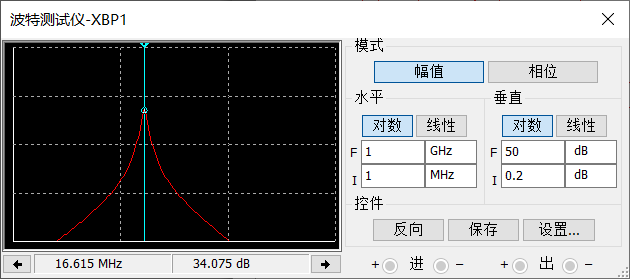 波特测试仪-XBP1
模式
幅值 相位
水平 垂直
对数 线性 对数 线性
F 1 GHz F 50 dB
I 1 MHz I 0.2 dB
控件
反向 保存 设置...
16.615 MHz 34.075 dB + 进 − + 出 −